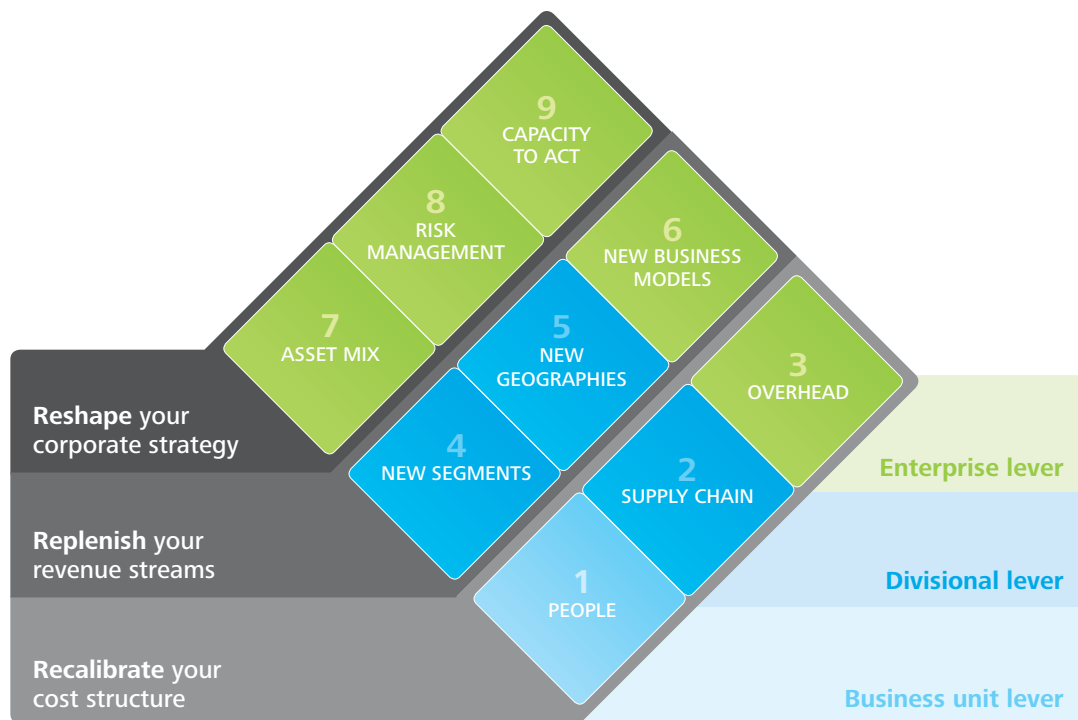 9
CAPACITY
TO ACT
8
RISK
MANAGEMENT
7
ASSET MIX
6
NEW BUSINESS
MODELS
5
NEW
GEOGRAPHIES
4
NEW SEGMENTS
3
OVERHEAD
2
SUPPLY CHAIN
1
PEOPLE
Reshape your
corporate strategy
Replenish your
revenue streams
Recalibrate your
cost structure
Enterprise lever
Divisional lever
Business unit lever